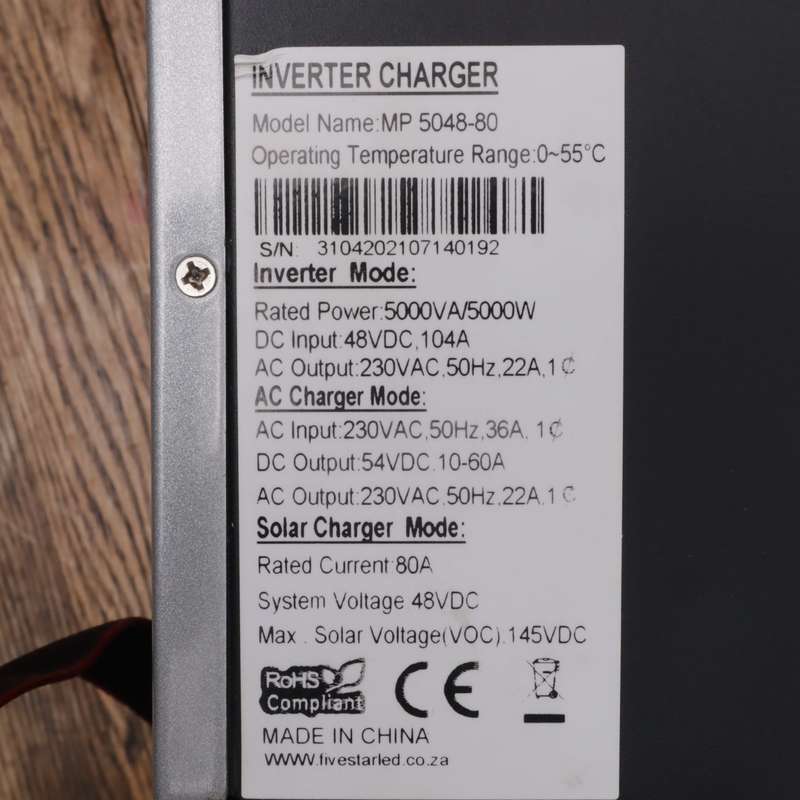 INVERTER CHARGER
Model Name:MP 5048-80
Operating Temperature Range:0~55°C
S/N: 3104202107140192
Inverter Mode:
Rated Power:5000VA/5000W
DC Input:48VDC,104A
AC Output:230VAC,50Hz,22A,1₵
AC Charger Mode:
AC Input:230VAC,50Hz,36A. 1₵
DC Output:54VDC.10-60A
AC Output:230VAC,50Hz,22A.1₵
Solar Charger Mode:
Rated Current 80A
System Voltage 48VDC
Max . Solar Voltage(VOC).145VDC
RoHS
Compliant
CE
MADE IN CHINA
WWW.fivestarled.co.za